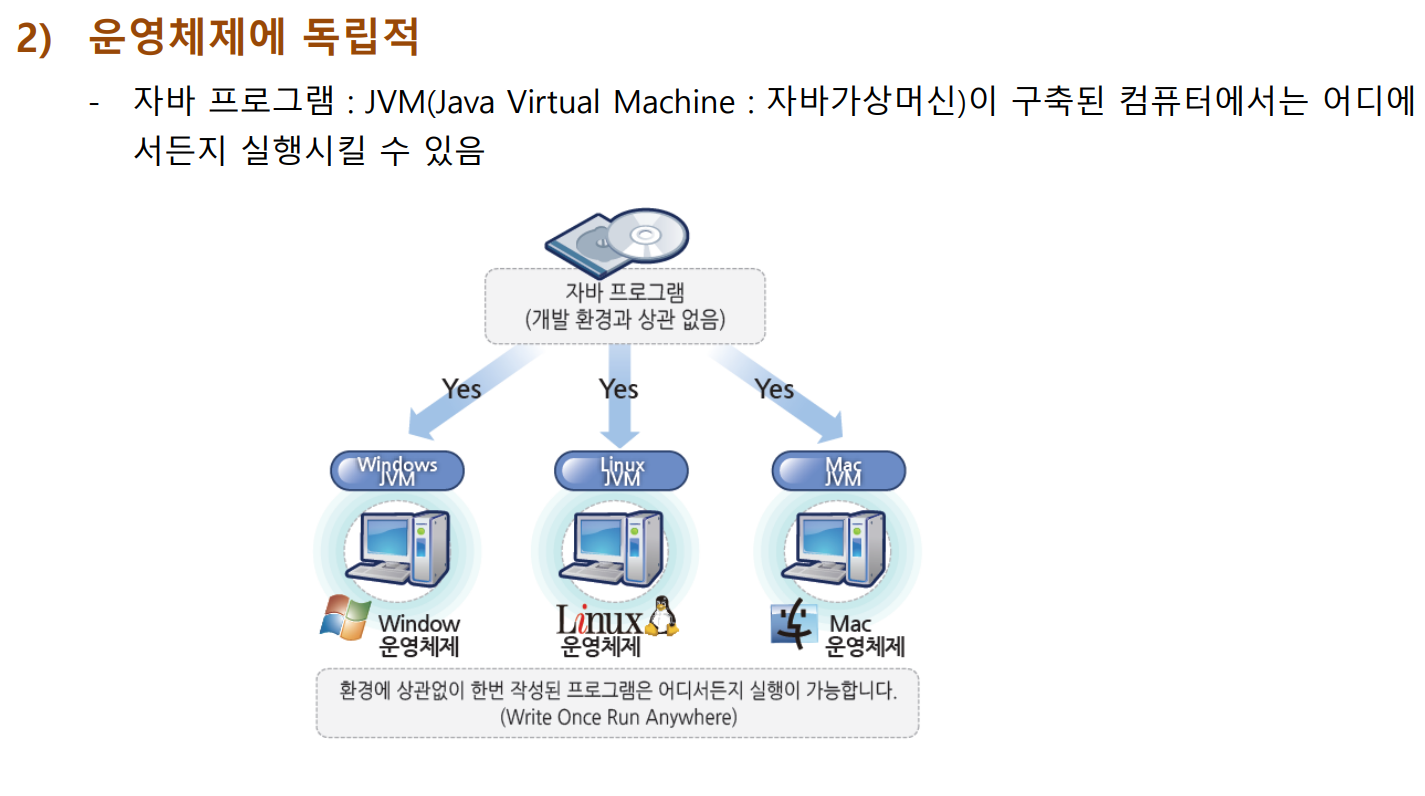 2) 운영체제에 독립적
- 자바 프로그램 : JVM(Java Virtual Machine : 자바가상머신)이 구축된 컴퓨터에서는 어디에
서든지 실행시킬 수 있음
자바 프로그램
(개발 환경과 상관 없음)
Yes Yes Yes
Windows
JVM
Linux
JVM
Mac
JVM
Window
운영체제
Linux
운영체제
Mac
운영체제
환경에 상관없이 한번 작성된 프로그램은 어디서든지 실행이 가능합니다.
(Write Once Run Anywhere)